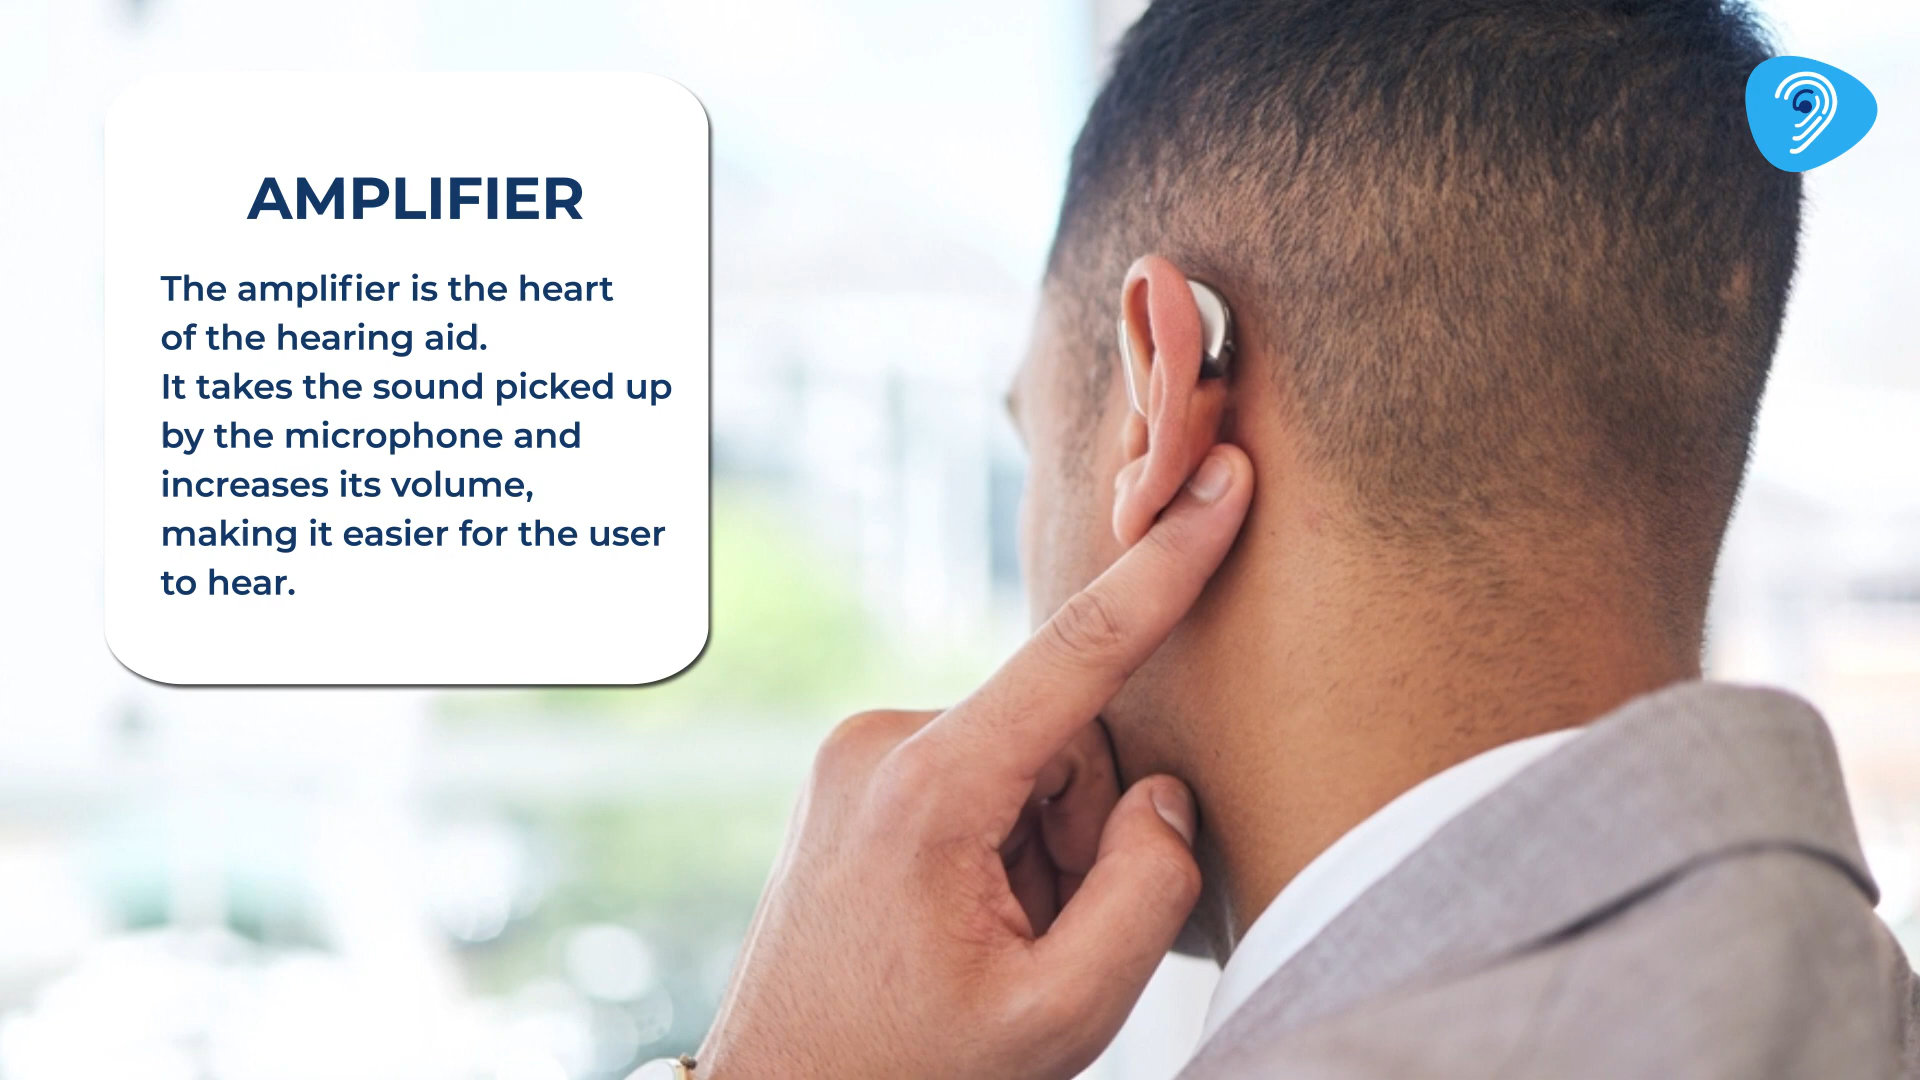 AMPLIFIER
The amplifier is the heart
of the hearing aid.
It takes the sound picked up
by the microphone and
increases its volume,
making it easier for the user
to hear.